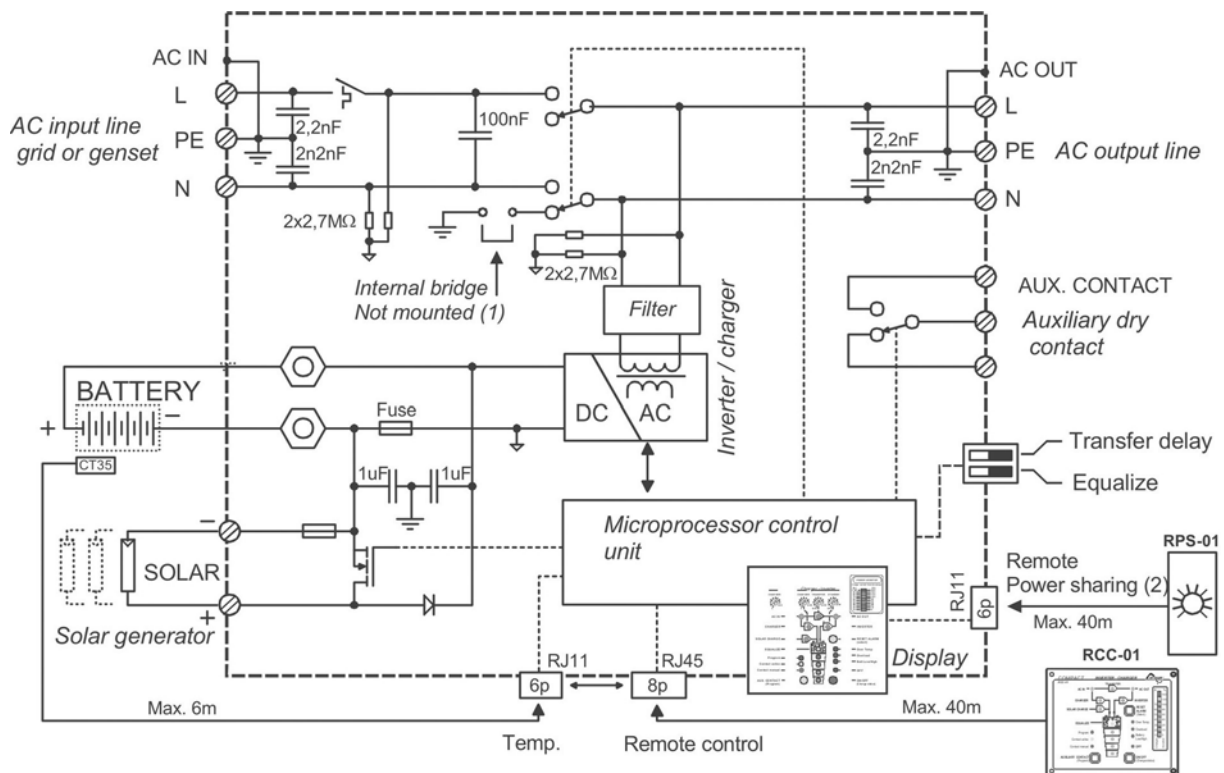 AC IN
L
AC input line
grid or genset
PE
N
2,2nF
2n2nF
100nF
2x2,7MΩ
Internal bridge
Not mounted (1)
2x2,7MΩ
Filter
Inverter / charger
DC
AC
AC OUT
L
2,2nF
PE
AC output line
2n2nF
N
AUX. CONTACT
Auxiliary dry
contact
BATTERY
+
−
CT35
Fuse
1uF
1uF
Transfer delay
Equalize
Microprocessor control
unit
−
SOLAR
+
Solar generator
RPS-01
Remote
Power sharing (2)
RJ11
6p
Max. 40m
Display
RCC-01
RJ11
6p
RJ45
8p
Max. 6m
Max. 40m
Temp.
Remote control